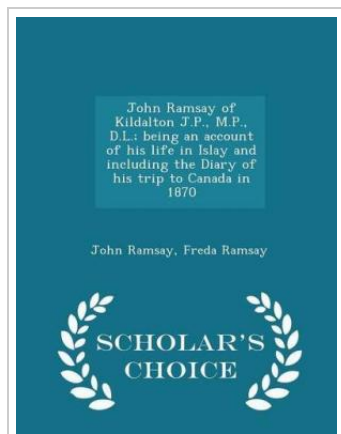 John Ramsay of
Kildalton J.P., M.P.,
D.L.; being an account
of his life in Islay and
including the Diary of
his trip to Canada in
1870
John Ramsay, Freda Ramsay
SCHOLAR'S
CHOICE